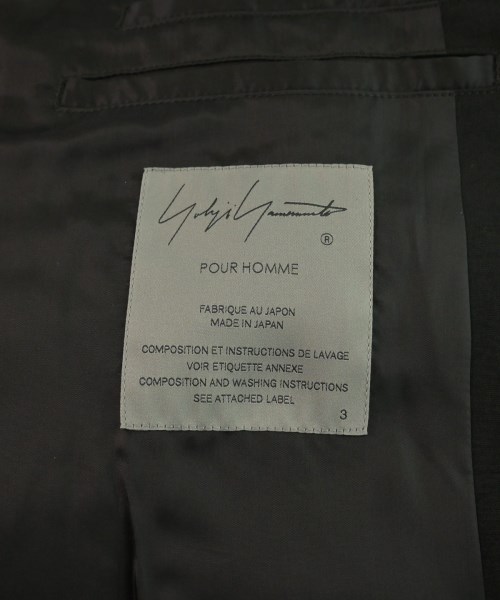 Yohji Yamamoto
®
POUR HOMME
FABRIQUE AU JAPON
MADE IN JAPAN
COMPOSITION ET INSTRUCTIONS DE LAVAGE
VOIR ETIQUETTE ANNEXE
COMPOSITION AND WASHING INSTRUCTIONS
SEE ATTACHED LABEL
3